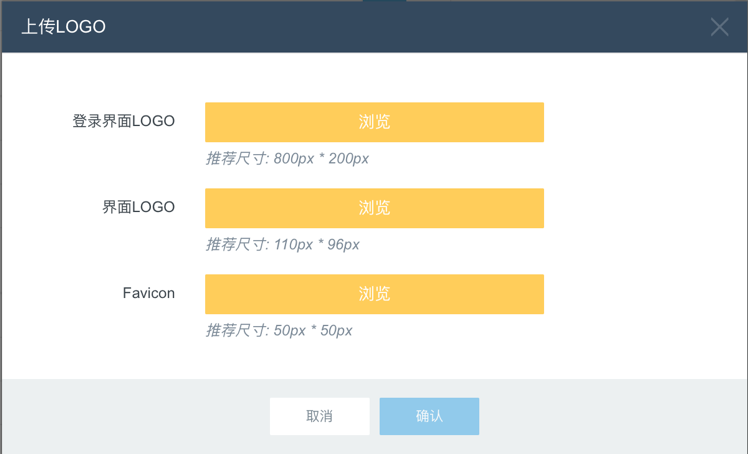 上传LOGO
登录界面LOGO 浏览
推荐尺寸: 800px * 200px
界面LOGO 浏览
推荐尺寸: 110px * 96px
Favicon 浏览
推荐尺寸: 50px * 50px
取消 确认